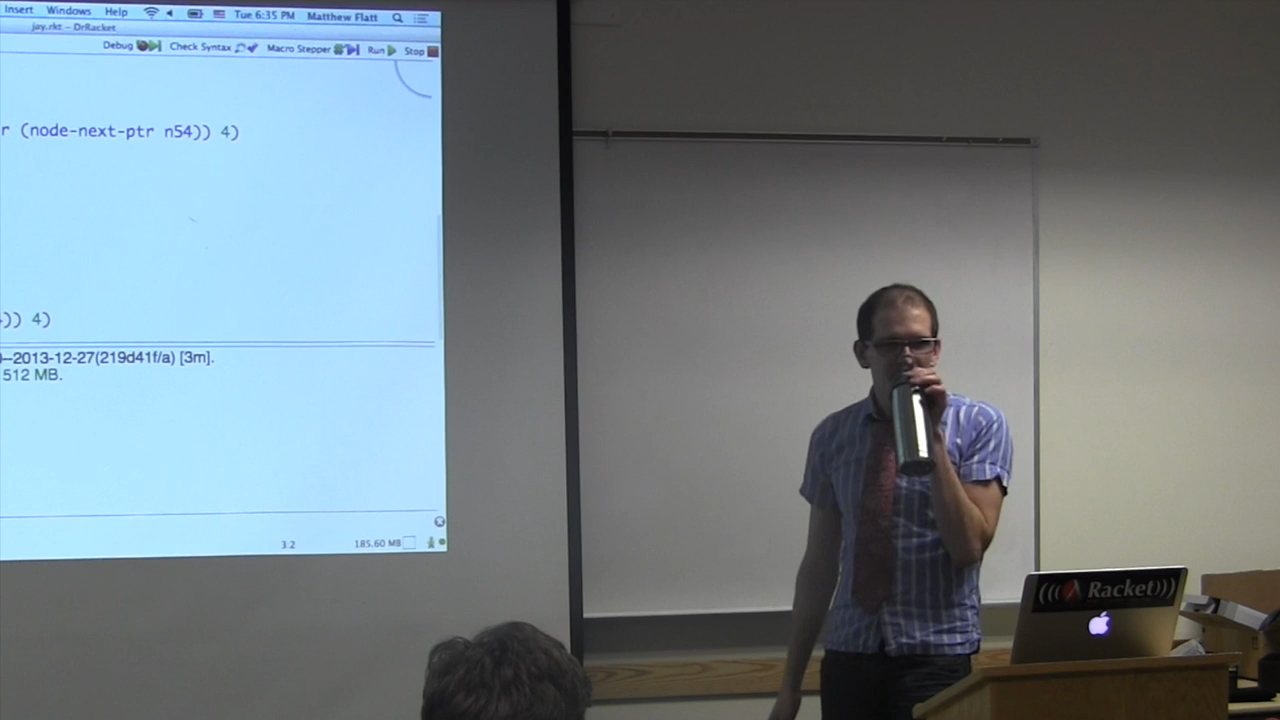 Insert Windows Help Tue 6:35 PM Matthew Flatt
jay.rkt – DrRacket
Debug Check Syntax Macro Stepper Run Stop
r (node-next-ptr n54)) 4)
)) 4)
–2013-12-27(219d41f/a) [3m].
512 MB.
3:2 185.60 MB
(((λ Racket)))